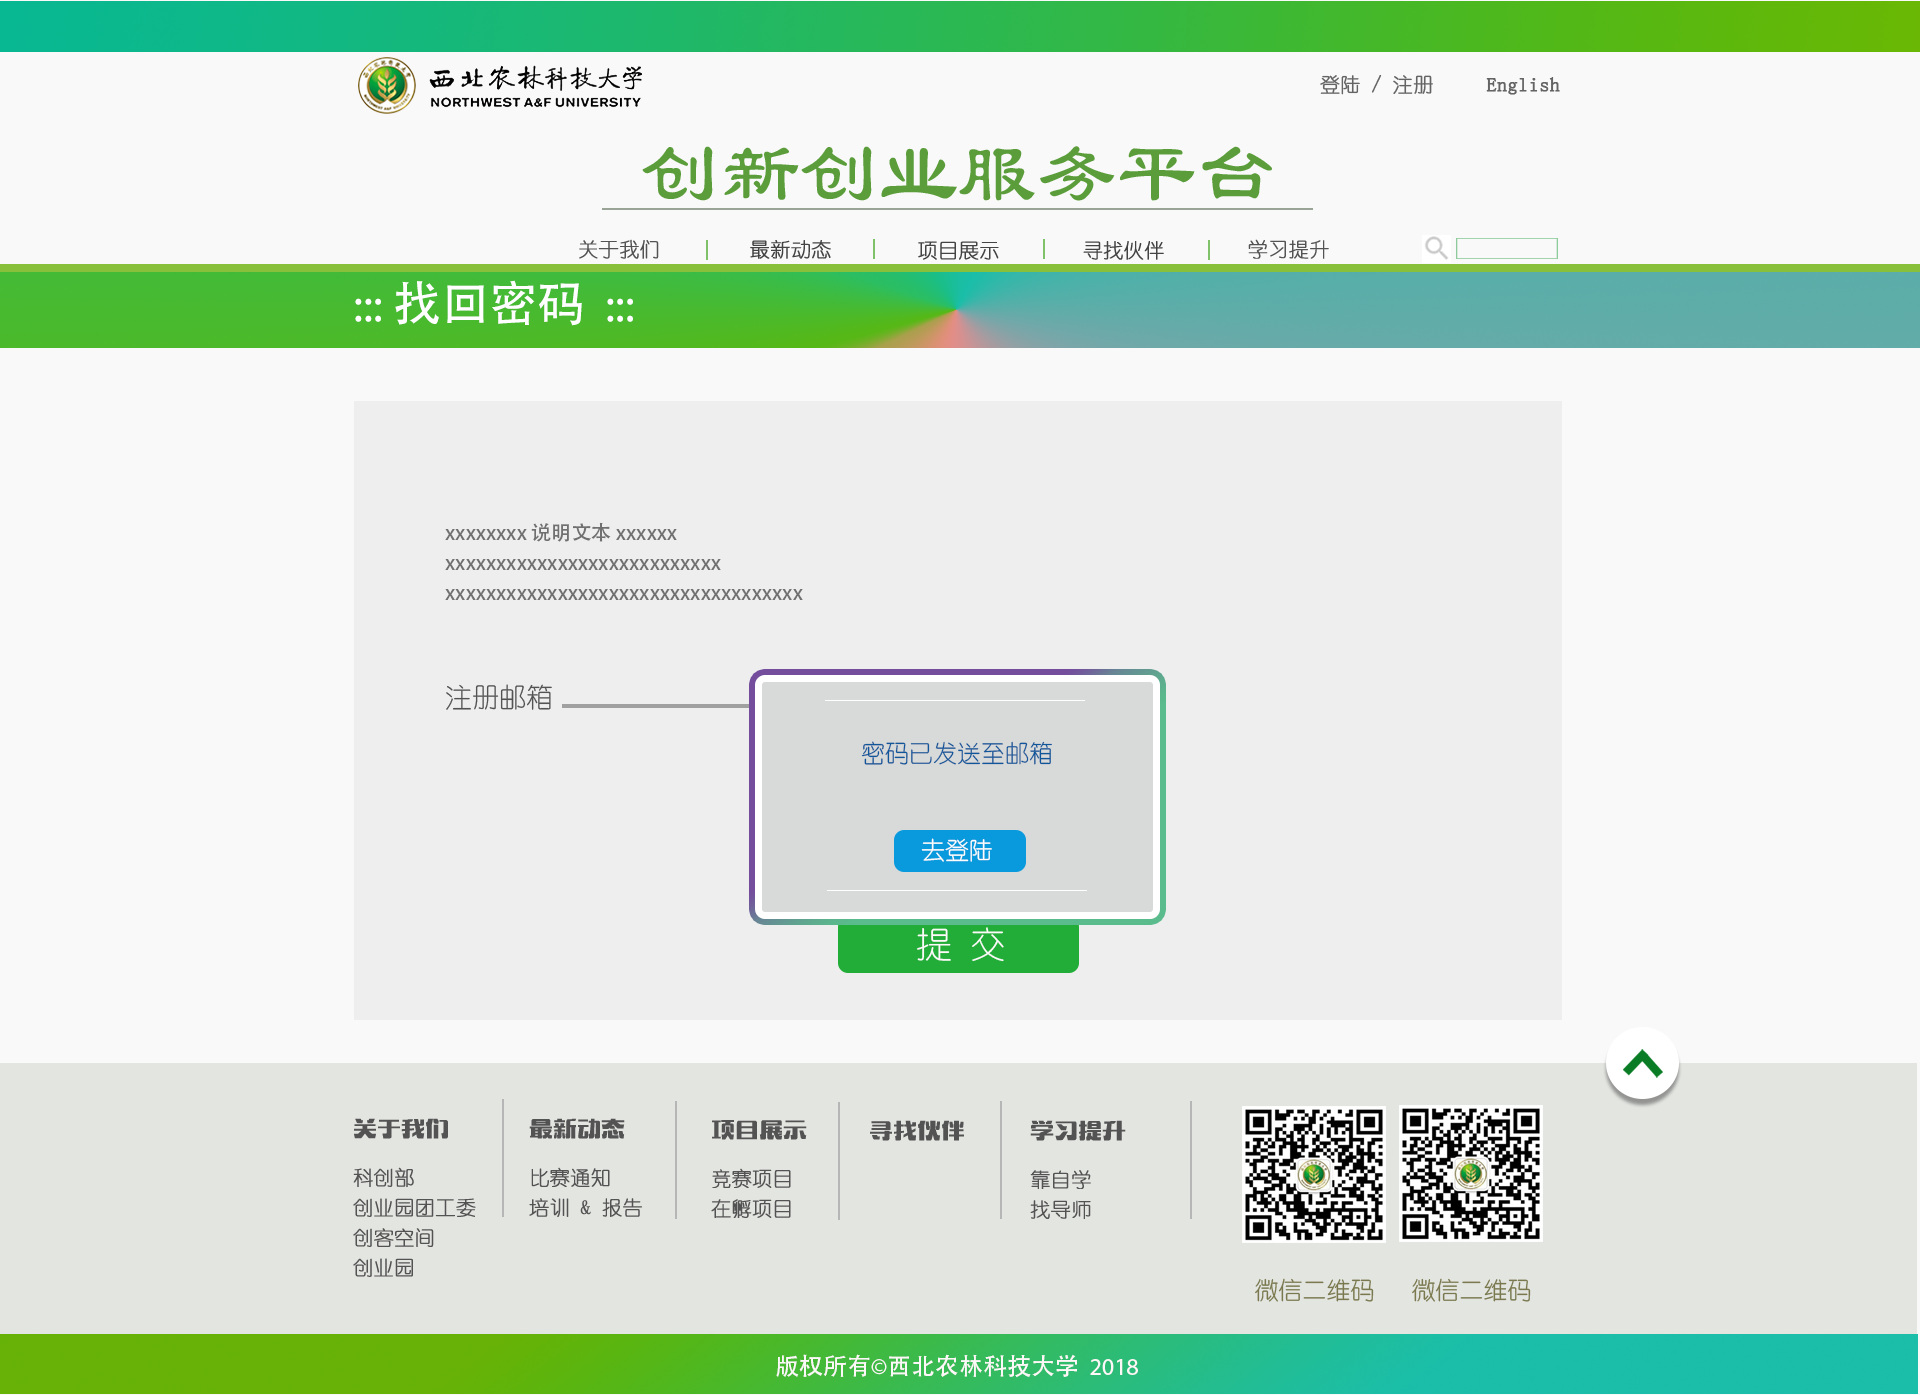 西北农林科技大学
NORTHWEST A&F UNIVERSITY
登陆 / 注册
English
创新创业服务平台
关于我们
最新动态
项目展示
寻找伙伴
学习提升
::: 找回密码 :::
xxxxxxxx 说明文本 xxxxxx
xxxxxxxxxxxxxxxxxxxxxxxxxxx
xxxxxxxxxxxxxxxxxxxxxxxxxxxxxxxxxxx
注册邮箱
密码已发送至邮箱
去登陆
提 交
关于我们
科创部
创业园团工委
创客空间
创业园
最新动态
比赛通知
培训 & 报告
项目展示
竞赛项目
在孵项目
寻找伙伴
学习提升
靠自学
找导师
微信二维码
微信二维码
版权所有©西北农林科技大学 2018